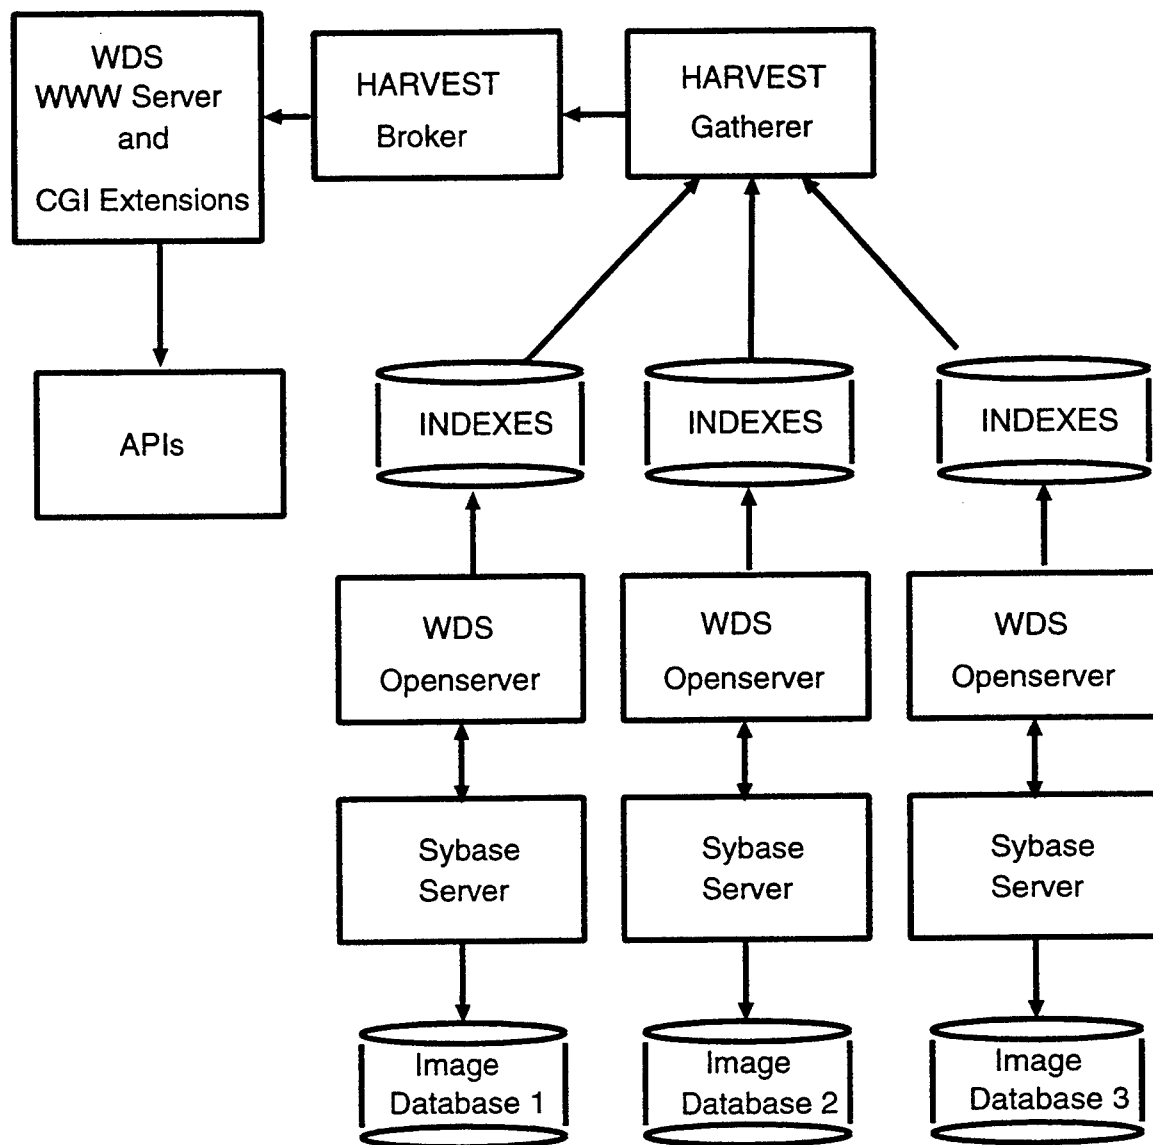 WDS
WWW Server
and
CGI Extensions
HARVEST
Broker
HARVEST
Gatherer
APIs
INDEXES
INDEXES
INDEXES
WDS
Openserver
WDS
Openserver
WDS
Openserver
Sybase
Server
Sybase
Server
Sybase
Server
Image
Database 1
Image
Database 2
Image
Database 3